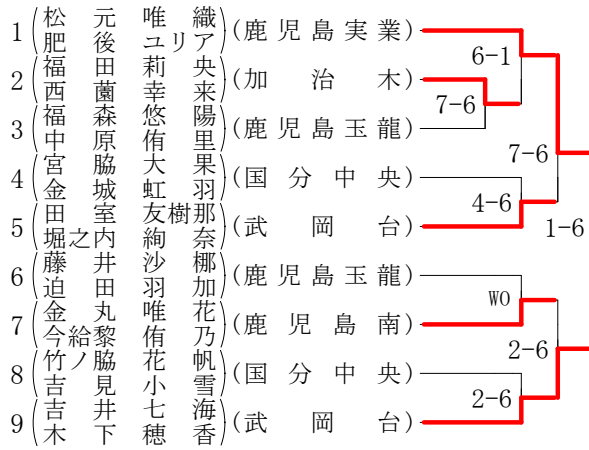 1 (松元唯織 肥後ユリア) (鹿児島実業)
6-1
2 (福田莉央 西薗幸来) (加治木)
7-6
3 (福森悠陽 中原侑里) (鹿児島玉龍)
7-6
4 (宮脇大果 金城虹羽) (国分中央)
4-6
5 (田室友樹那 堀之内絢奈) (武岡台)
1-6
6 (藤井沙梛 迫田羽加) (鹿児島玉龍)
WO
7 (金丸唯花 今給黎侑乃) (鹿児島南)
2-6
8 (竹ノ脇花帆 吉見小雪) (国分中央)
2-6
9 (吉井七海 木下穂香) (武岡台)